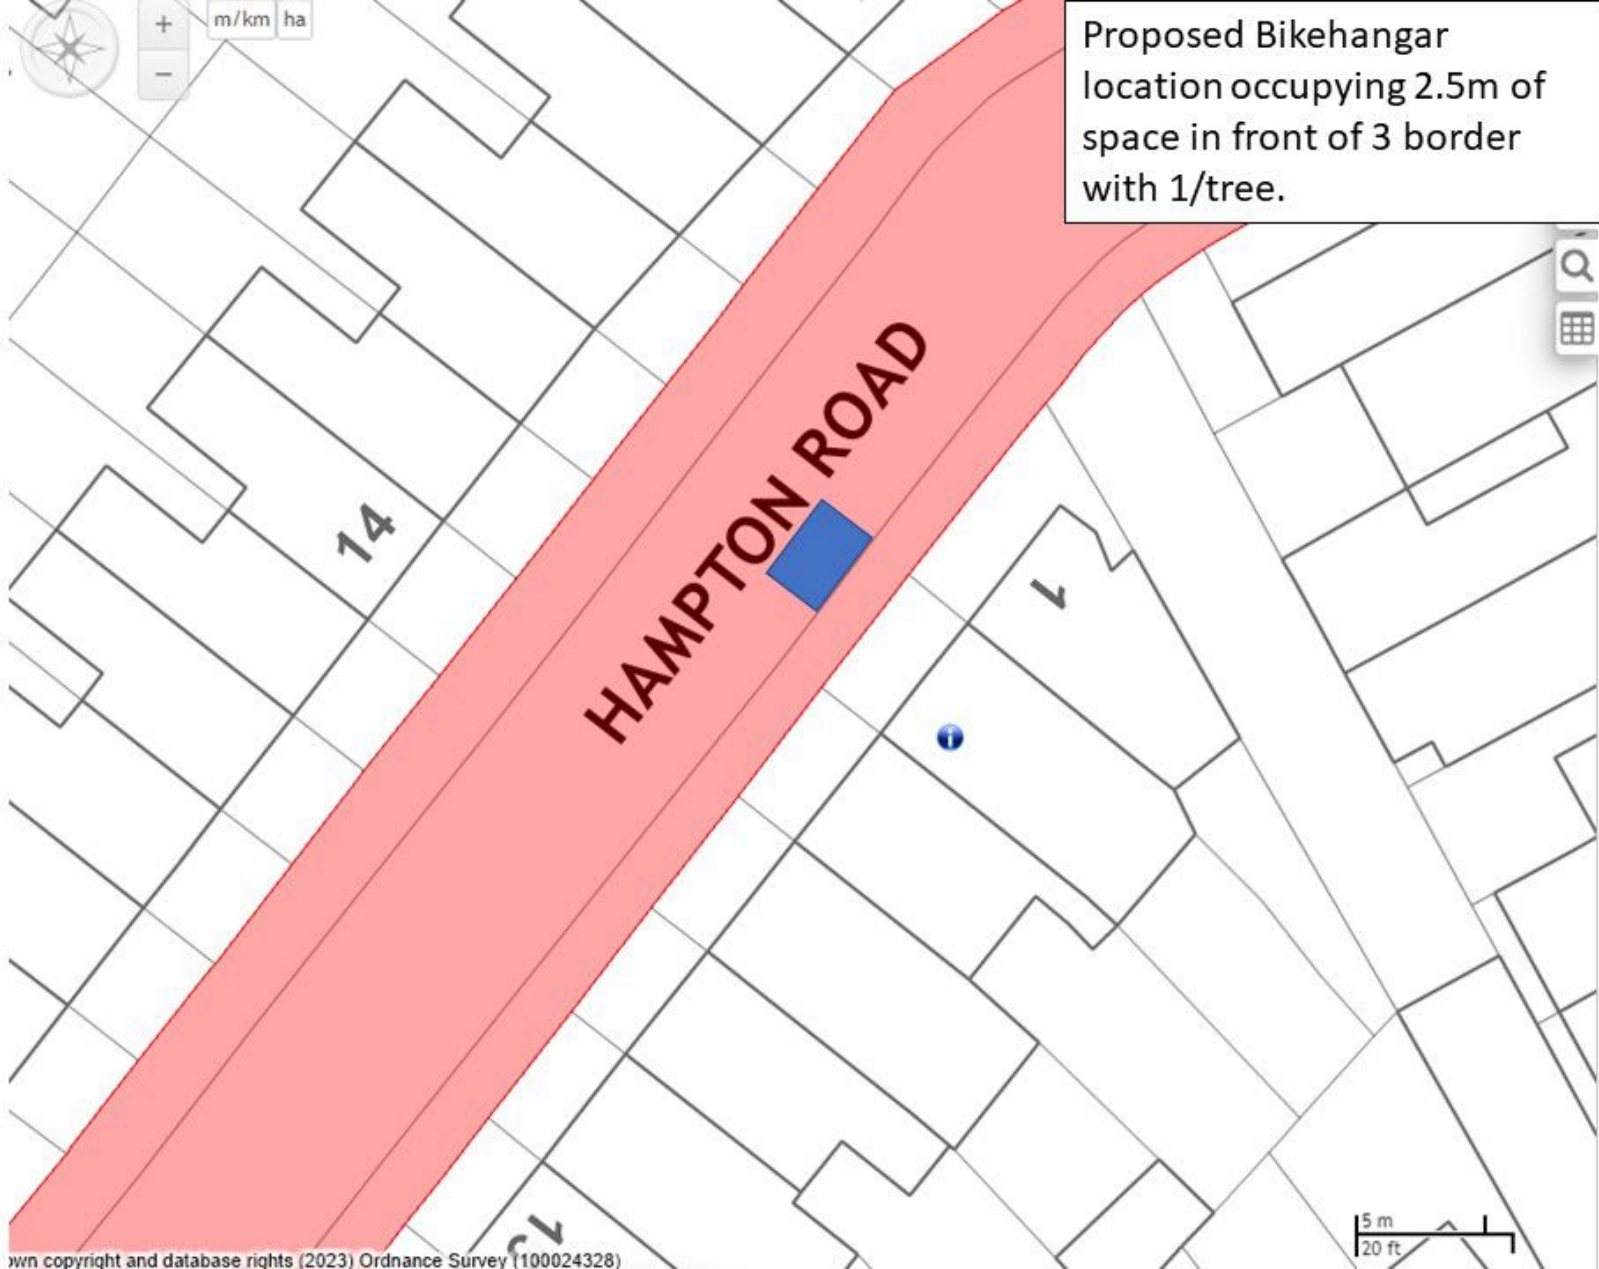 m/km ha
Proposed Bikehangar
location occupying 2.5m of
space in front of 3 border
with 1/tree.
HAMPTON ROAD
14
1
5 m
20 ft
own copyright and database rights (2023) Ordnance Survey (100024328)